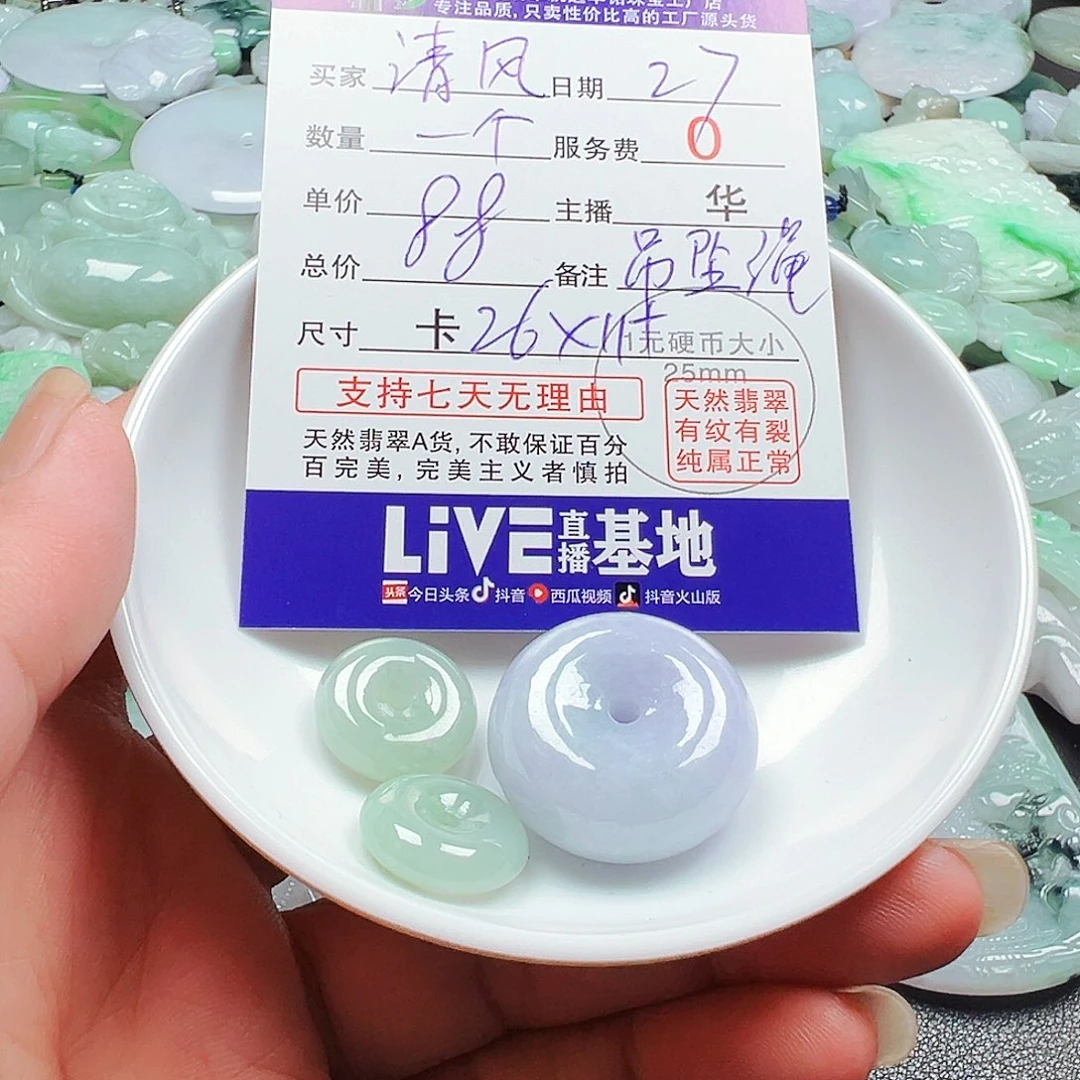 专注品质,只卖性价比高的工厂源头货
买家 清风 日期 27
数量 一个 服务费 0
单价 88 主播 华
总价 备注 吊坠绳
尺寸 卡 26×11
1元硬币大小
25mm
支持七天无理由
天然翡翠
有纹有裂
纯属正常
天然翡翠A货,不敢保证百分
百完美,完美主义者慎拍
LiVE 直播 基地
头条 今日头条 抖音 西瓜视频 抖音火山版